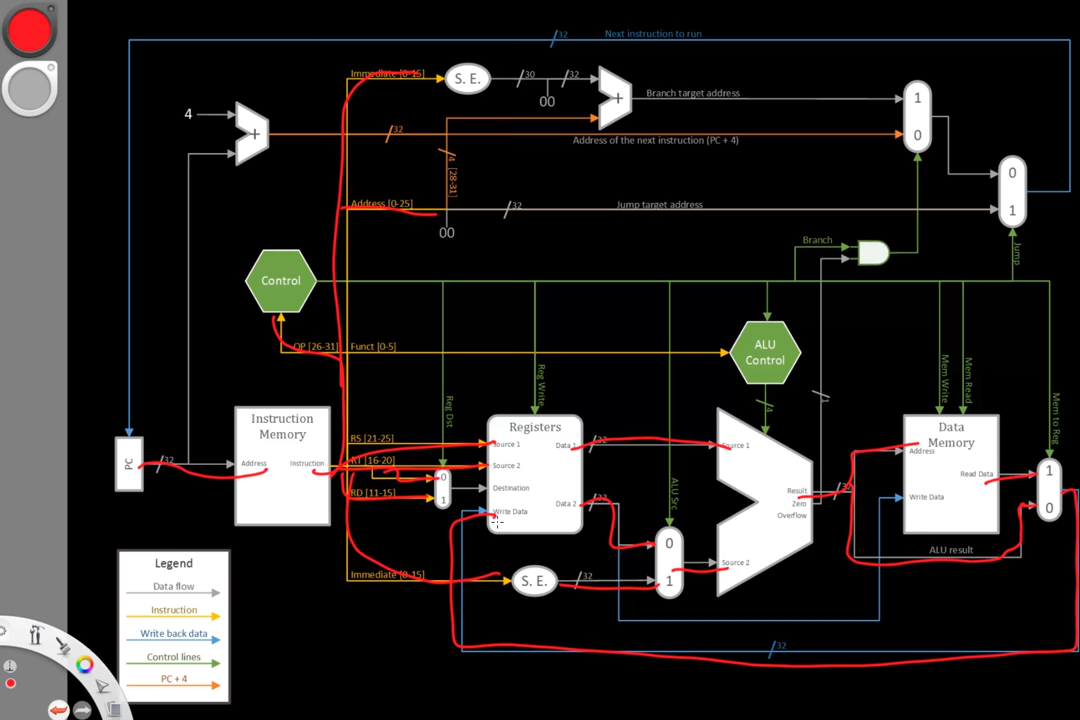 32
Next instruction to run
Immediate [0-15]
S. E.
30
32
00
+
Branch target address
1
0
4
+
32
Address of the next instruction (PC + 4)
4
[28-31]
0
1
Address [0-25]
32
Jump target address
00
Branch
Jump
Control
ALU
Control
OP [26-31]
Funct [0-5]
Reg Dst
Reg Write
4
1
Mem Write
Mem Read
Mem to Reg
Instruction
Memory
Address
Instruction
PC
32
RS [21-25]
RT [16-20]
RD [11-15]
0
1
Registers
Source 1
Source 2
Destination
Write Data
Data 1
Data 2
32
32
ALU Src
0
1
Source 1
Result
Zero
Overflow
Source 2
32
Data
Memory
Address
Read Data
Write Data
1
0
ALU result
Immediate [0-15]
S. E.
32
32
Legend
Data flow
Instruction
Write back data
Control lines
PC + 4